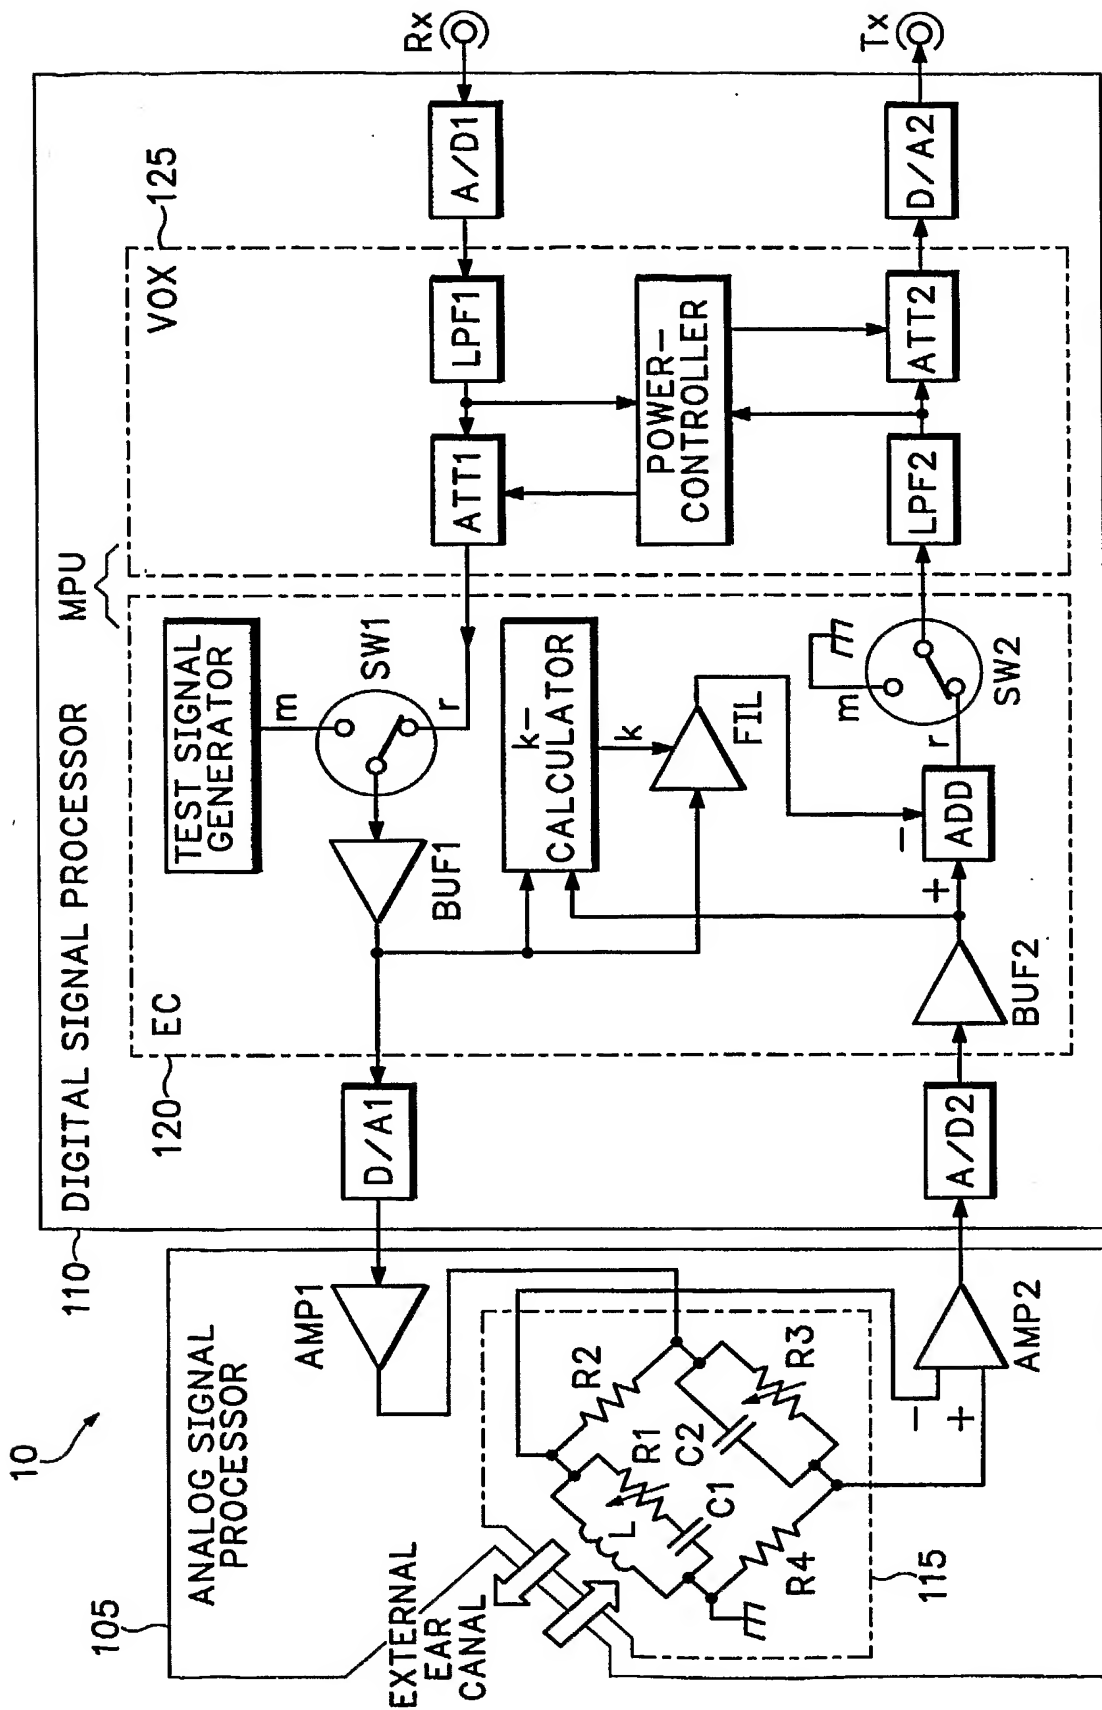 10
105
ANALOG SIGNAL
PROCESSOR
EXTERNAL
EAR
CANAL
115
AMP1
R2
L
R1
C1
C2
R3
R4
−
+
AMP2
110
DIGITAL SIGNAL PROCESSOR
MPU
D/A1
A/D2
120
EC
TEST SIGNAL
GENERATOR
m
SW1
r
BUF1
k−
CALCULATOR
k
FIL
−
+
ADD
BUF2
m
r
SW2
125
VOX
ATT1
LPF1
POWER−
CONTROLLER
LPF2
ATT2
A/D1
Rx
D/A2
Tx